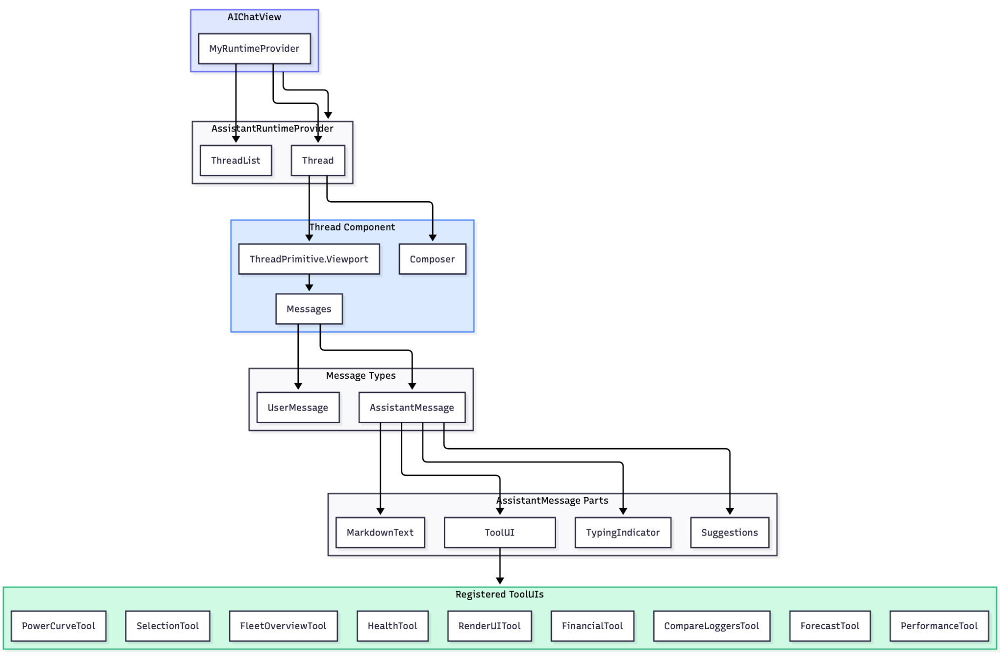 AIChatView
MyRuntimeProvider
AssistantRuntimeProvider
ThreadList
Thread
Thread Component
ThreadPrimitive.Viewport
Composer
Messages
Message Types
UserMessage
AssistantMessage
AssistantMessage Parts
MarkdownText
ToolUI
TypingIndicator
Suggestions
Registered ToolUIs
PowerCurveTool
SelectionTool
FleetOverviewTool
HealthTool
RenderUITool
FinancialTool
CompareLoggersTool
ForecastTool
PerformanceTool